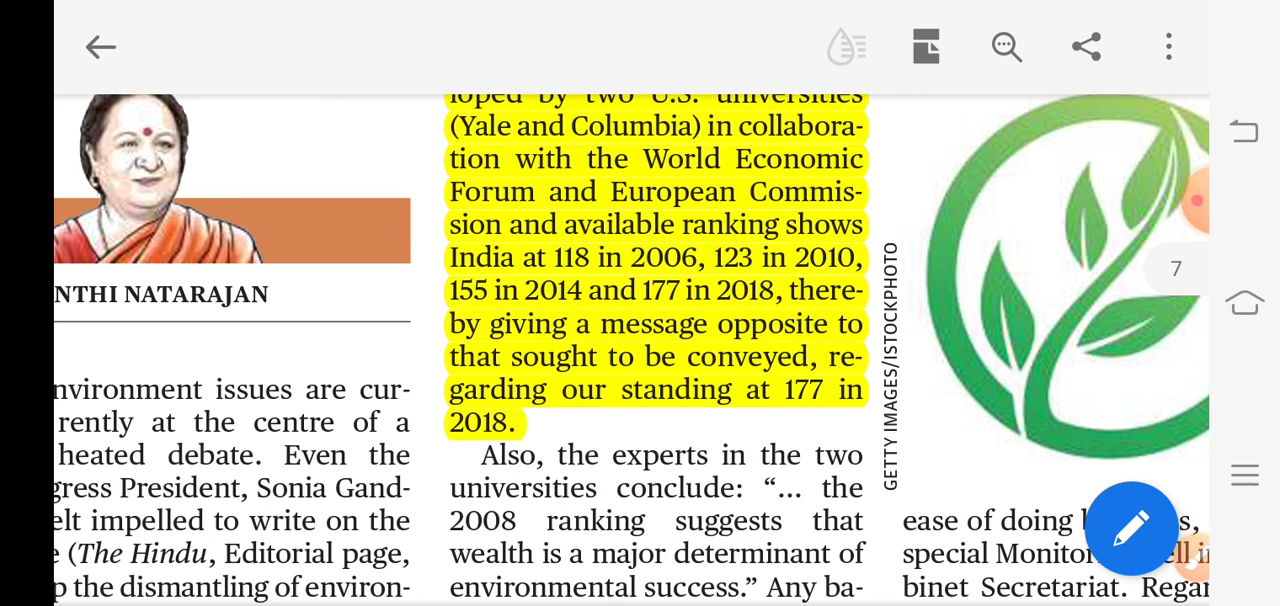 NTHI NATARAJAN
nvironment issues are cur-
rently at the centre of a
heated debate. Even the
gress President, Sonia Gand-
elt impelled to write on the
e (The Hindu, Editorial page,
p the dismantling of environ-
loped by two U.S. universities
(Yale and Columbia) in collabora-
tion with the World Economic
Forum and European Commis-
sion and available ranking shows
India at 118 in 2006, 123 in 2010,
155 in 2014 and 177 in 2018, there-
by giving a message opposite to
that sought to be conveyed, re-
garding our standing at 177 in
2018.
Also, the experts in the two
universities conclude: “... the
2008 ranking suggests that
wealth is a major determinant of
environmental success.” Any ba-
GETTY IMAGES/ISTOCKPHOTO
7
ease of doing
special
binet Secretariat. Regar